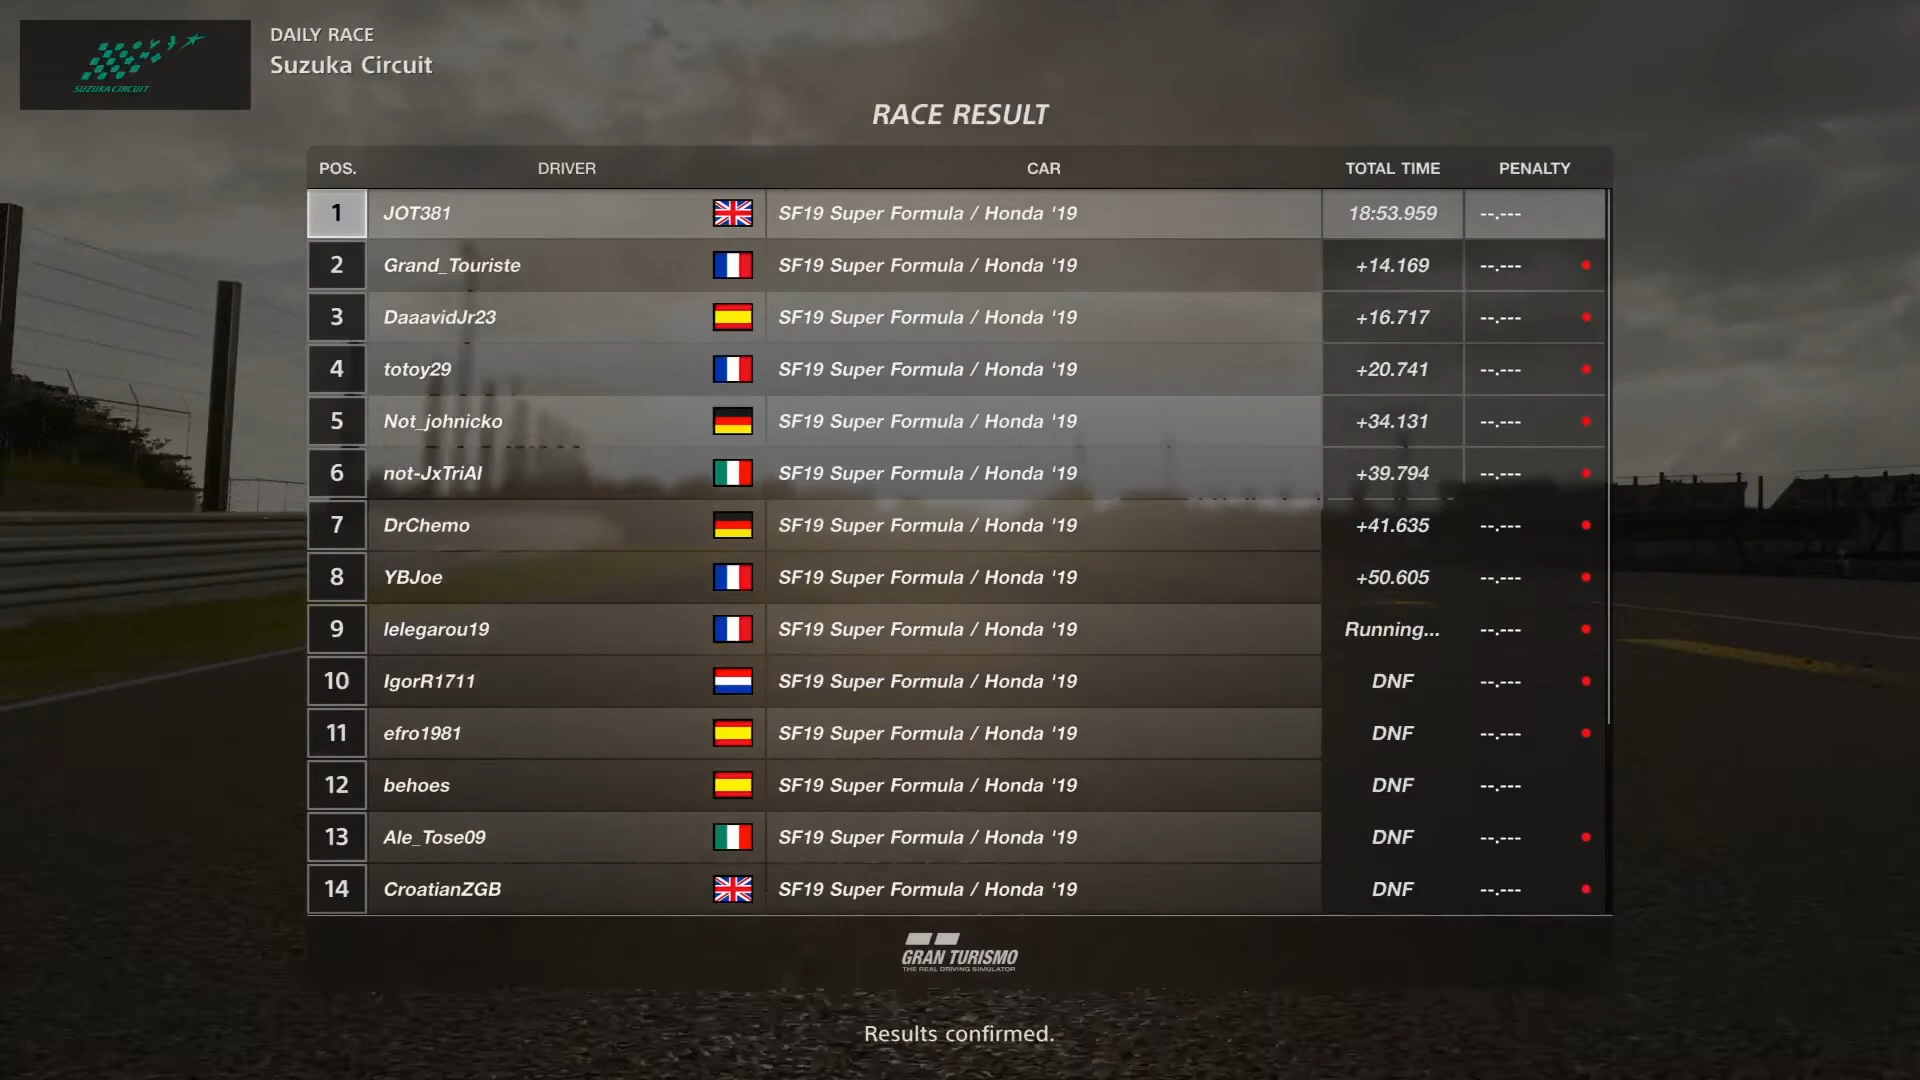 SUZUKA CIRCUIT
DAILY RACE
Suzuka Circuit
RACE RESULT
POS. DRIVER CAR TOTAL TIME PENALTY
1 JOT381 SF19 Super Formula / Honda '19 18:53.959 --.---
2 Grand_Touriste SF19 Super Formula / Honda '19 +14.169 --.---
3 DaaavidJr23 SF19 Super Formula / Honda '19 +16.717 --.---
4 totoy29 SF19 Super Formula / Honda '19 +20.741 --.---
5 Not_johnicko SF19 Super Formula / Honda '19 +34.131 --.---
6 not-JxTriAl SF19 Super Formula / Honda '19 +39.794 --.---
7 DrChemo SF19 Super Formula / Honda '19 +41.635 --.---
8 YBJoe SF19 Super Formula / Honda '19 +50.605 --.---
9 lelegarou19 SF19 Super Formula / Honda '19 Running... --.---
10 IgorR1711 SF19 Super Formula / Honda '19 DNF --.---
11 efro1981 SF19 Super Formula / Honda '19 DNF --.---
12 behoes SF19 Super Formula / Honda '19 DNF --.---
13 Ale_Tose09 SF19 Super Formula / Honda '19 DNF --.---
14 CroatianZGB SF19 Super Formula / Honda '19 DNF --.---
GRAN TURISMO
THE REAL DRIVING SIMULATOR
Results confirmed.